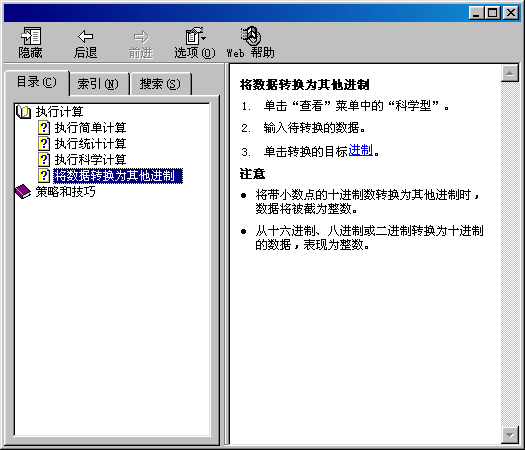 隐藏 后退 前进 选项(O) Web 帮助
目录(C) 索引(N) 搜索(S)
执行计算
执行简单计算
执行统计计算
执行科学计算
将数据转换为其他进制
策略和技巧
将数据转换为其他进制
1. 单击“查看”菜单中的“科学型”。
2. 输入待转换的数据。
3. 单击转换的目标进制。
注意
• 将带小数点的十进制数转换为其他进制时，
数据将被截为整数。
• 从十六进制、八进制或二进制转换为十进制
的数据，表现为整数。